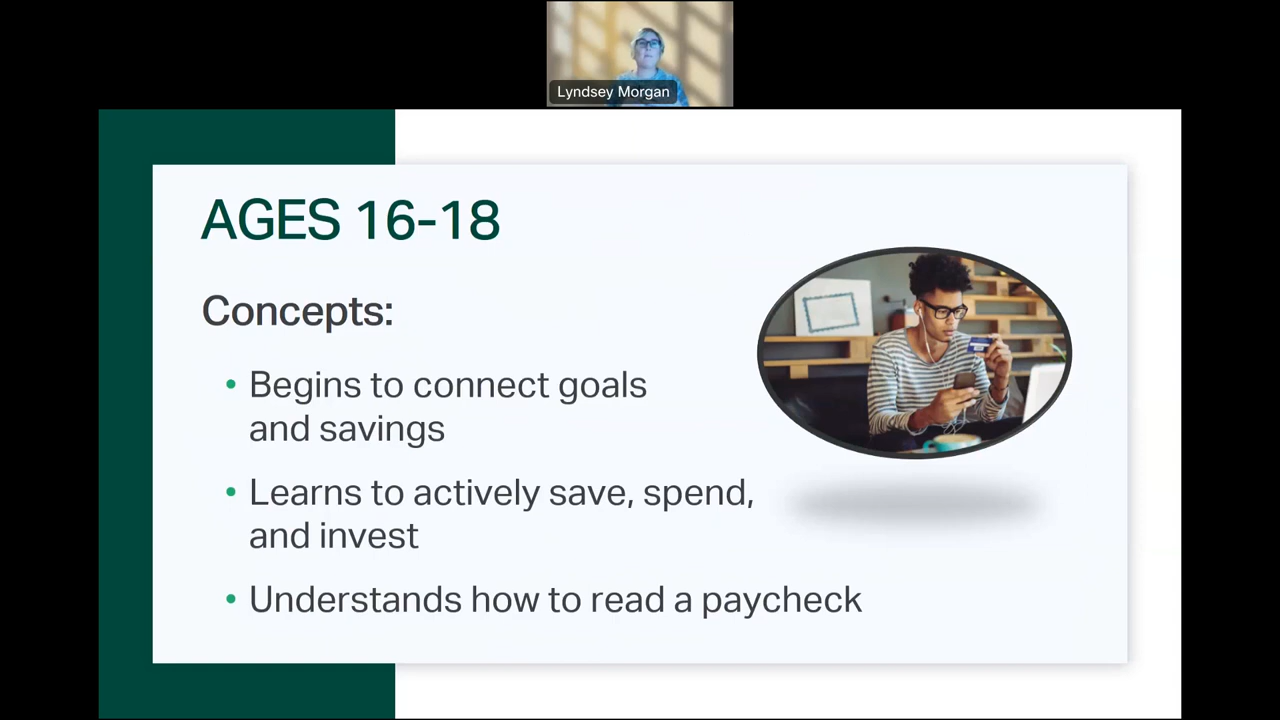 Lyndsey Morgan
AGES 16-18
Concepts:
• Begins to connect goals
and savings
• Learns to actively save, spend,
and invest
• Understands how to read a paycheck